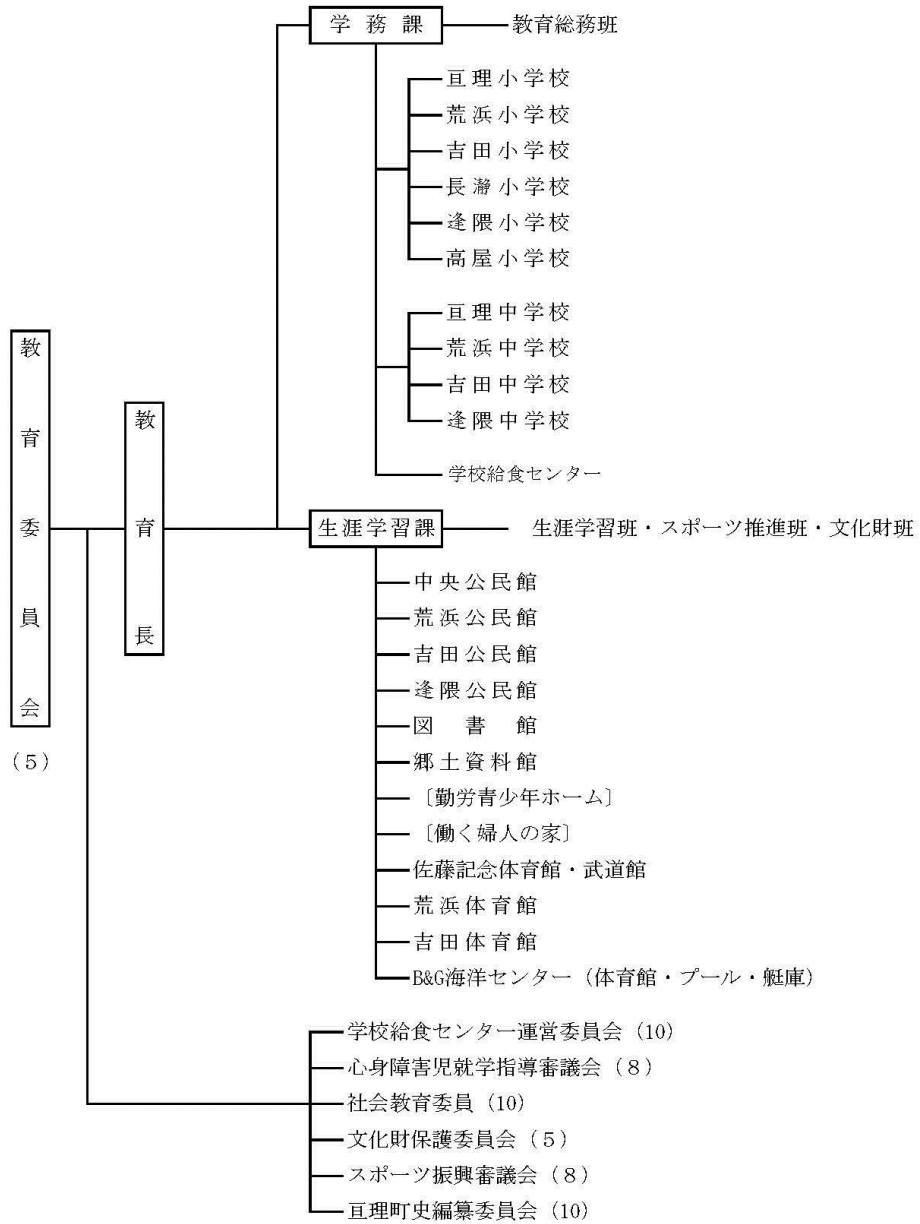 学務課
教育総務班
亘理小学校
荒浜小学校
吉田小学校
長瀞小学校
逢隈小学校
高屋小学校
亘理中学校
荒浜中学校
吉田中学校
逢隈中学校
学校給食センター
教育委員会
(5)
教育長
生涯学習課
生涯学習班・スポーツ推進班・文化財班
中央公民館
荒浜公民館
吉田公民館
逢隈公民館
図書館
郷土資料館
〔勤労青少年ホーム〕
〔働く婦人の家〕
佐藤記念体育館・武道館
荒浜体育館
吉田体育館
B&G海洋センター(体育館・プール・艇庫)
学校給食センター運営委員会(10)
心身障害児就学指導審議会(8)
社会教育委員(10)
文化財保護委員会(5)
スポーツ振興審議会(8)
亘理町史編纂委員会(10)